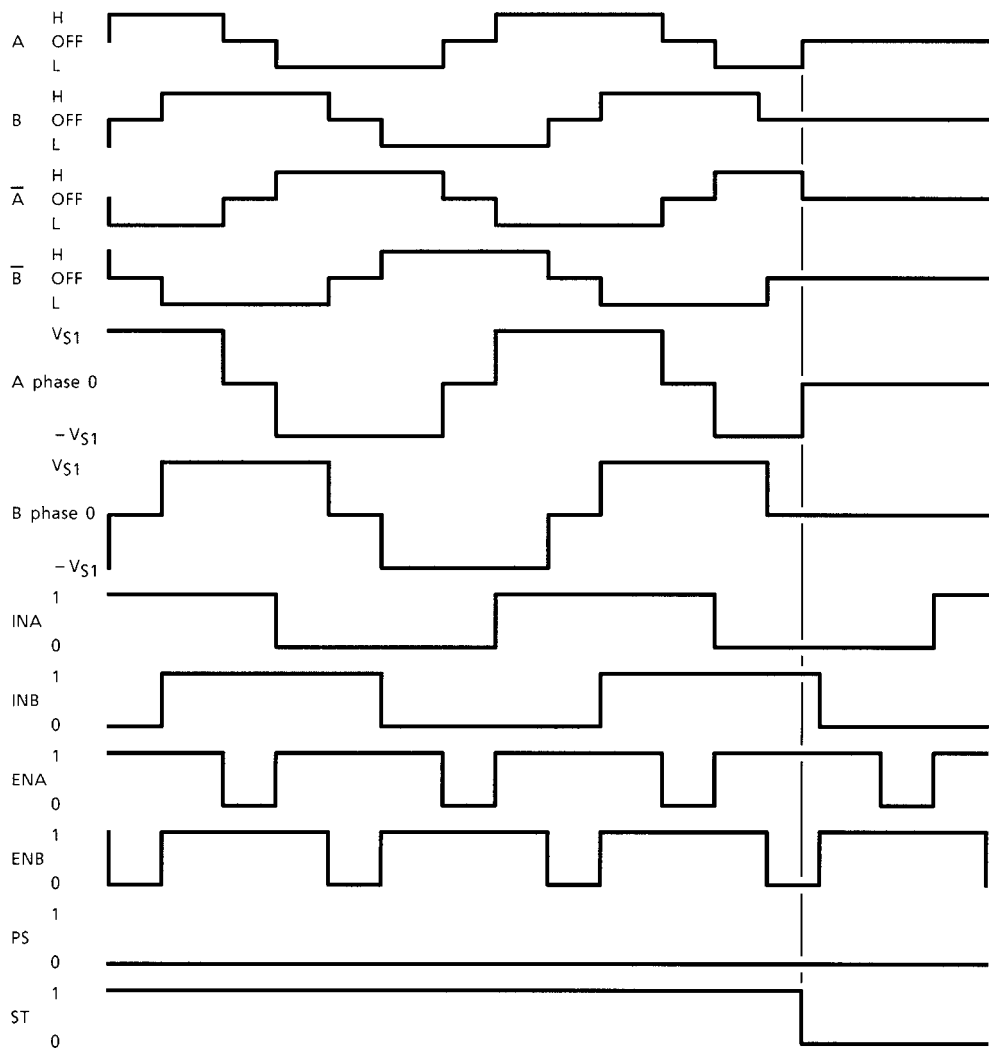 H
A OFF
L
H
B OFF
L
H
A̅ OFF
L
H
B̅ OFF
L
VS1
A phase 0
– VS1
VS1
B phase 0
– VS1
1
INA
0
1
INB
0
1
ENA
0
1
ENB
0
1
PS
0
1
ST
0